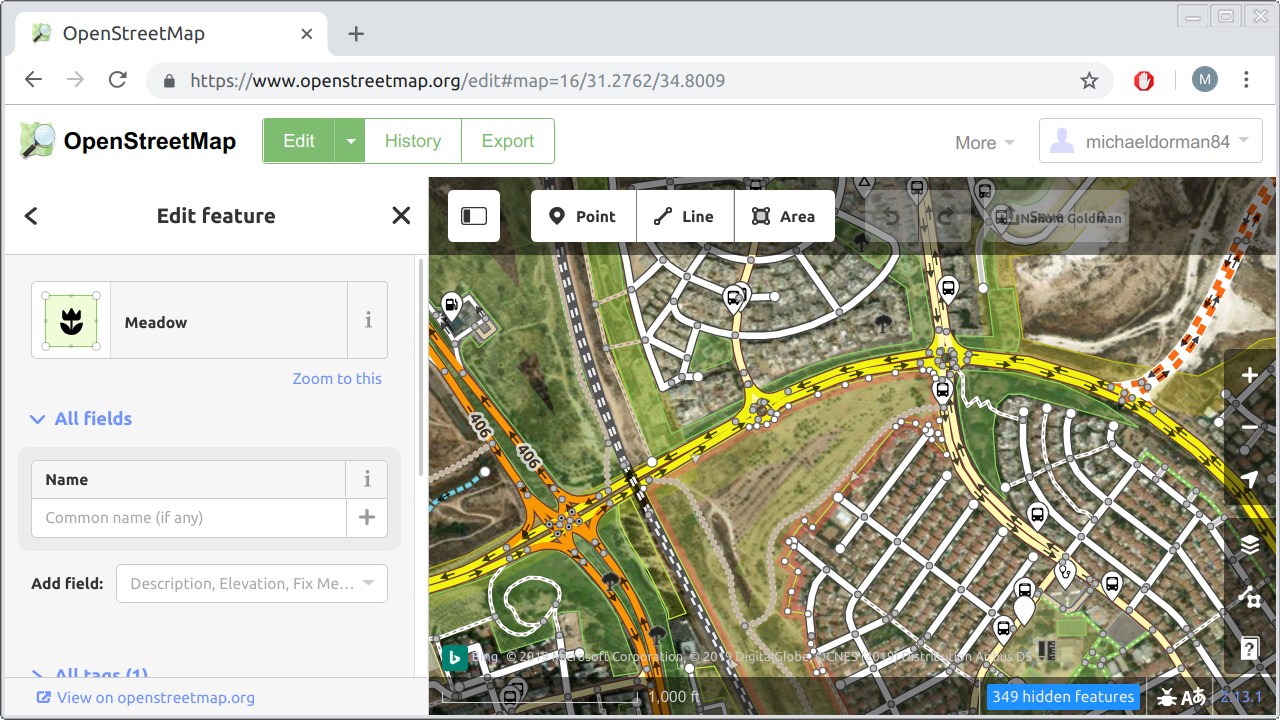 OpenStreetMap
https://www.openstreetmap.org/edit#map=16/31.2762/34.8009
M
OpenStreetMap
Edit
History
Export
More
michaeldorman84
Edit feature
Point
Line
Area
Save
0
Nahum Goldman
Meadow
i
Zoom to this
All fields
Name
i
Common name (if any)
Add field:
Description, Elevation, Fix Me…
All tags (1)
View on openstreetmap.org
406
406
Bing
© 2019 Microsoft Corporation, © 2019 DigitalGlobe, ©CNES (2019) Distribution Airbus DS
1,000 ft
349 hidden features
2.13.1